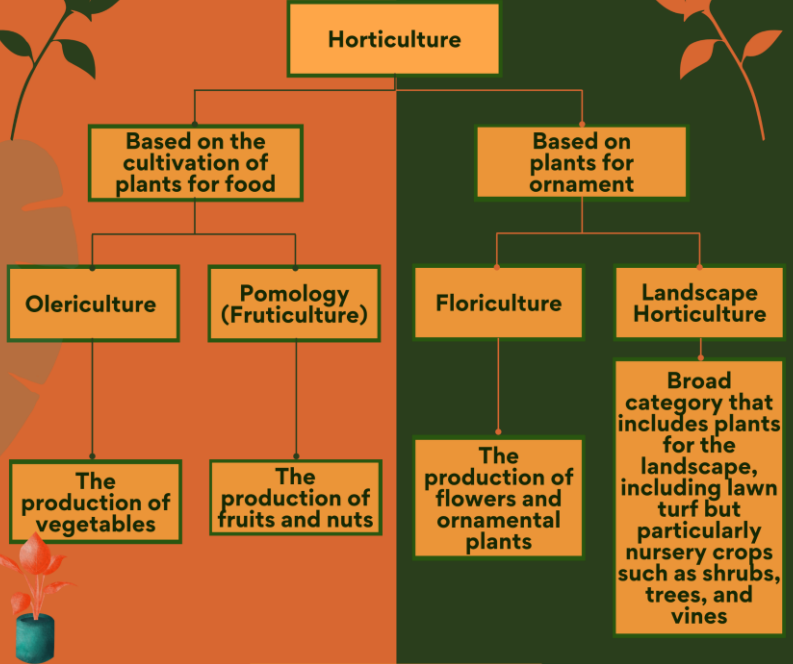 Horticulture
Based on the
cultivation of
plants for food
Based on
plants for
ornament
Olericulture
Pomology
(Fruticulture)
Floriculture
Landscape
Horticulture
The
production of
vegetables
The
production of
fruits and nuts
The
production of
flowers and
ornamental
plants
Broad
category that
includes plants
for the
landscape,
including lawn
turf but
particularly
nursery crops
such as shrubs,
trees, and
vines